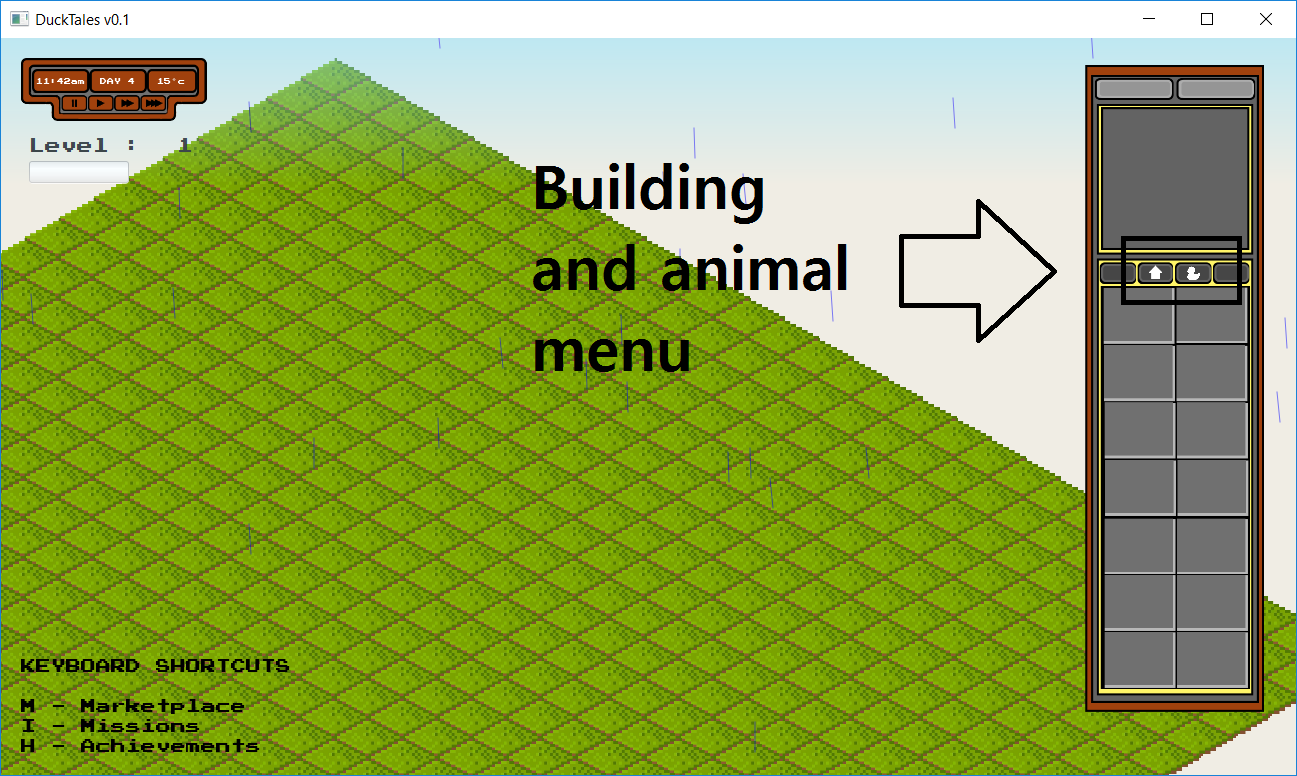 DuckTales v0.1
11:42am DAY 4 15°c
Level : 1
Building
and animal
menu
KEYBOARD SHORTCUTS
M - Marketplace
I - Missions
H - Achievements